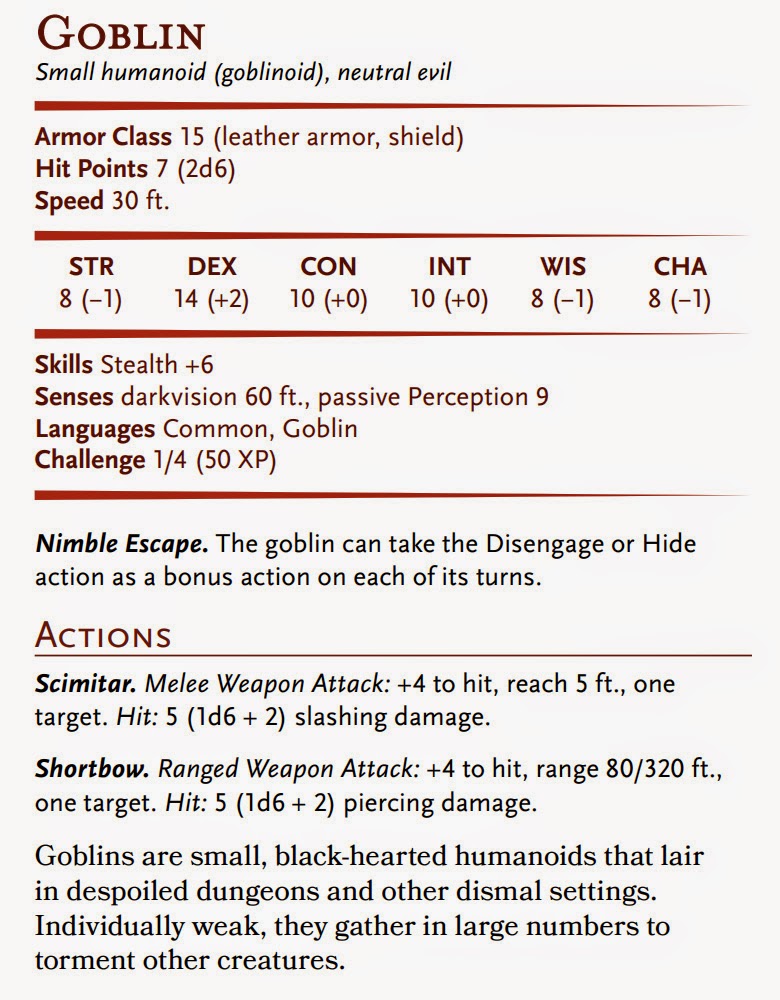 GOBLIN
Small humanoid (goblinoid), neutral evil
Armor Class 15 (leather armor, shield)
Hit Points 7 (2d6)
Speed 30 ft.
STR DEX CON INT WIS CHA
8 (–1) 14 (+2) 10 (+0) 10 (+0) 8 (–1) 8 (–1)
Skills Stealth +6
Senses darkvision 60 ft., passive Perception 9
Languages Common, Goblin
Challenge 1/4 (50 XP)
Nimble Escape. The goblin can take the Disengage or Hide
action as a bonus action on each of its turns.
ACTIONS
Scimitar. Melee Weapon Attack: +4 to hit, reach 5 ft., one
target. Hit: 5 (1d6 + 2) slashing damage.
Shortbow. Ranged Weapon Attack: +4 to hit, range 80/320 ft.,
one target. Hit: 5 (1d6 + 2) piercing damage.
Goblins are small, black-hearted humanoids that lair
in despoiled dungeons and other dismal settings.
Individually weak, they gather in large numbers to
torment other creatures.